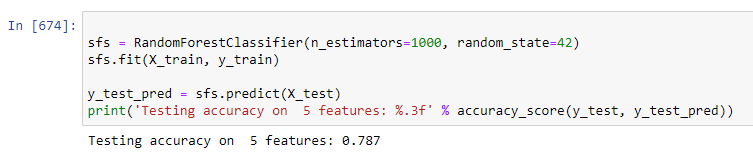 In [674]:
sfs = RandomForestClassifier(n_estimators=1000, random_state=42)
sfs.fit(X_train, y_train)
y_test_pred = sfs.predict(X_test)
print('Testing accuracy on  5 features: %.3f' % accuracy_score(y_test, y_test_pred))
Testing accuracy on  5 features: 0.787